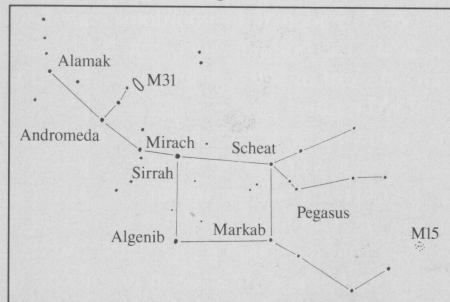 Alamak
M31
Andromeda
Mirach
Scheat
Sirrah
Pegasus
Algenib
Markab
M15